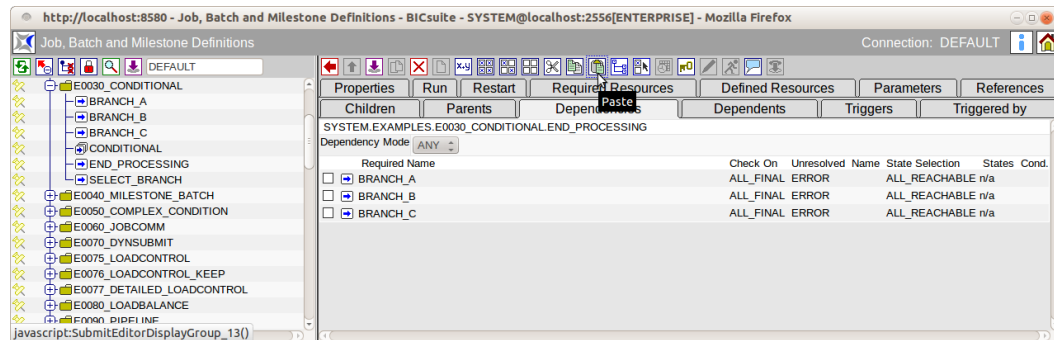 http://localhost:8580 - Job, Batch and Milestone Definitions - BICsuite - SYSTEM@localhost:2556[ENTERPRISE] - Mozilla Firefox
Job, Batch and Milestone Definitions
Connection: DEFAULT
DEFAULT
E0030_CONDITIONAL
BRANCH_A
BRANCH_B
BRANCH_C
CONDITIONAL
END_PROCESSING
SELECT_BRANCH
E0040_MILESTONE_BATCH
E0050_COMPLEX_CONDITION
E0060_JOBCOMM
E0070_DYNSUBMIT
E0075_LOADCONTROL
E0076_LOADCONTROL_KEEP
E0077_DETAILED_LOADCONTROL
E0080_LOADBALANCE
E0090_PIPELINE
javascript:SubmitEditorDisplayGroup_13()
Properties Run Restart Required Resources Defined Resources Parameters References
Paste
Children Parents Dependencies Dependents Triggers Triggered by
SYSTEM.EXAMPLES.E0030_CONDITIONAL.END_PROCESSING
Dependency Mode ANY
Required Name Check On Unresolved Name State Selection States Cond.
BRANCH_A ALL_FINAL ERROR ALL_REACHABLE n/a
BRANCH_B ALL_FINAL ERROR ALL_REACHABLE n/a
BRANCH_C ALL_FINAL ERROR ALL_REACHABLE n/a